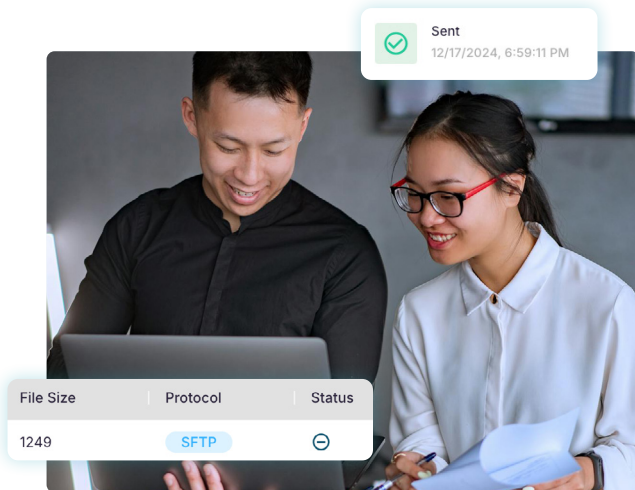 Sent
12/17/2024, 6:59:11 PM
File Size Protocol Status
1249 SFTP